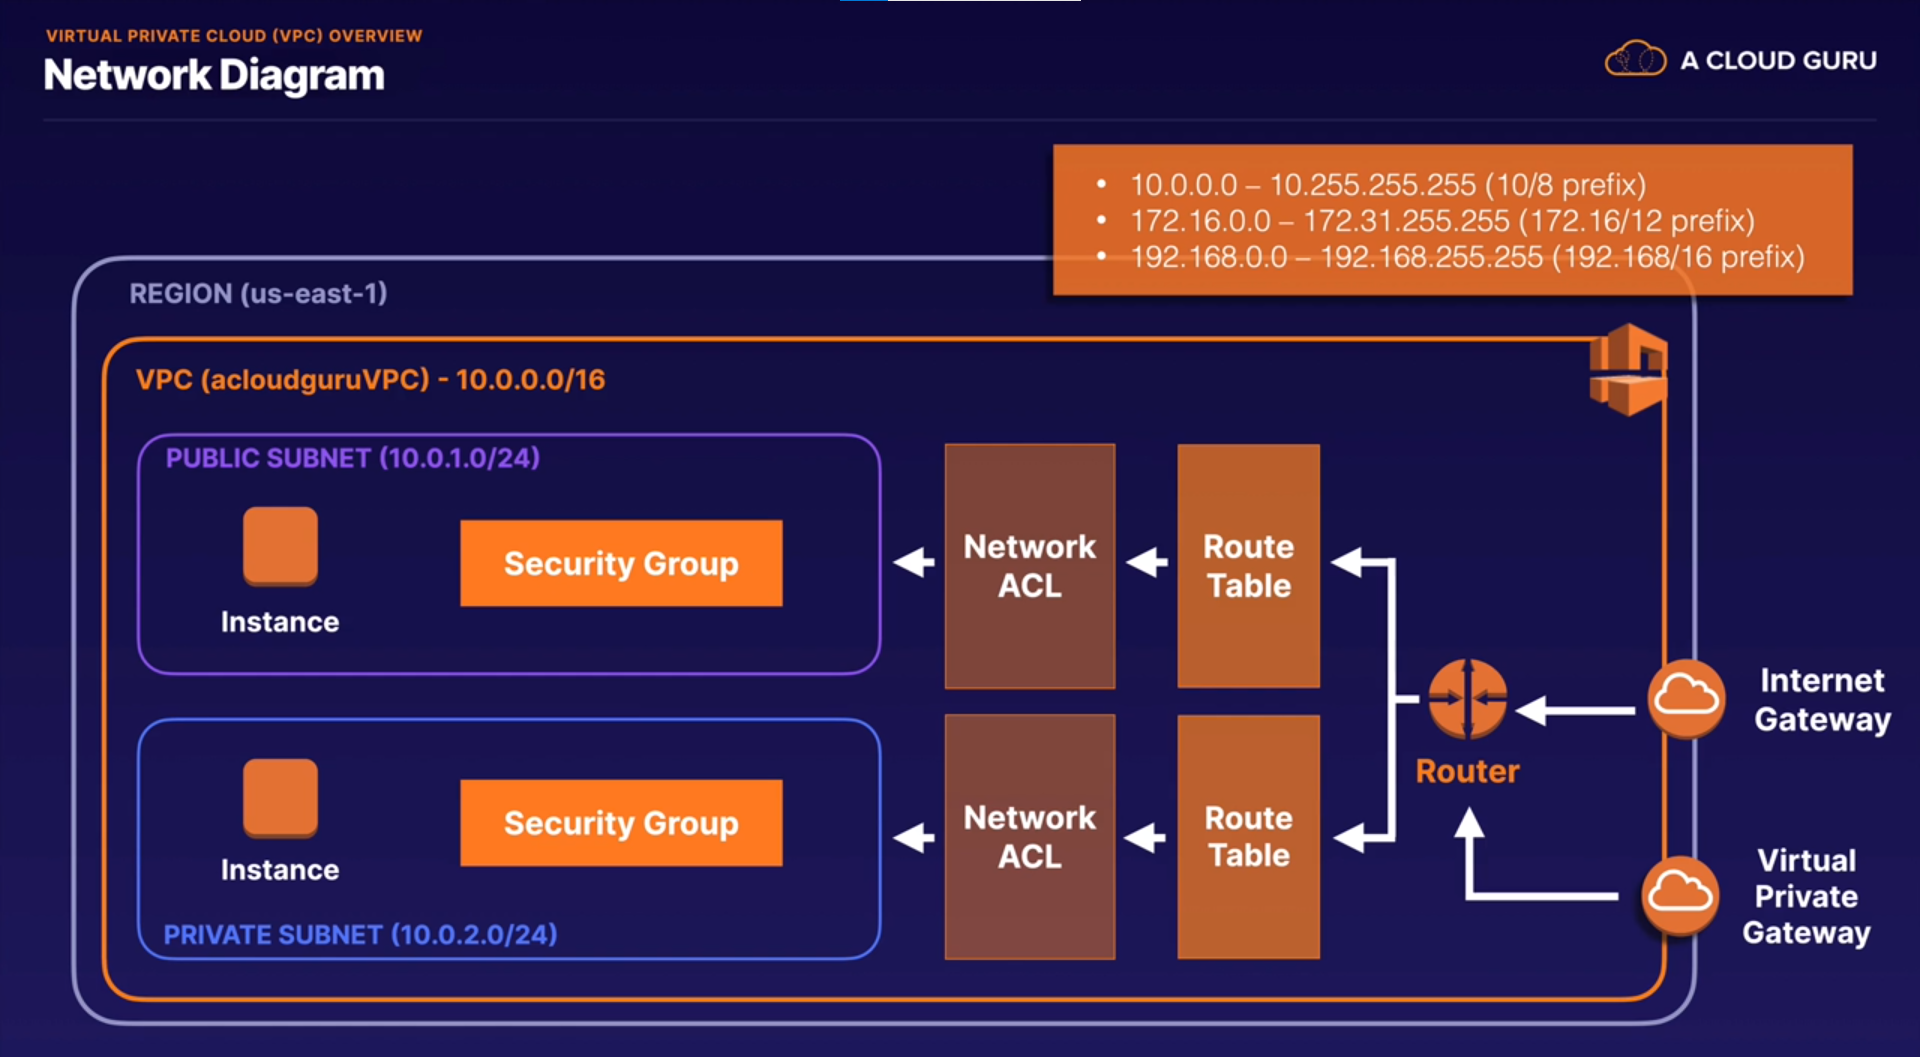 VIRTUAL PRIVATE CLOUD (VPC) OVERVIEW
Network Diagram
A CLOUD GURU
• 10.0.0.0 – 10.255.255.255 (10/8 prefix)
• 172.16.0.0 – 172.31.255.255 (172.16/12 prefix)
• 192.168.0.0 – 192.168.255.255 (192.168/16 prefix)
REGION (us-east-1)
VPC (acloudguruVPC) - 10.0.0.0/16
PUBLIC SUBNET (10.0.1.0/24)
Instance
Security Group
Network
ACL
Route
Table
Router
Internet
Gateway
Instance
Security Group
PRIVATE SUBNET (10.0.2.0/24)
Network
ACL
Route
Table
Virtual
Private
Gateway